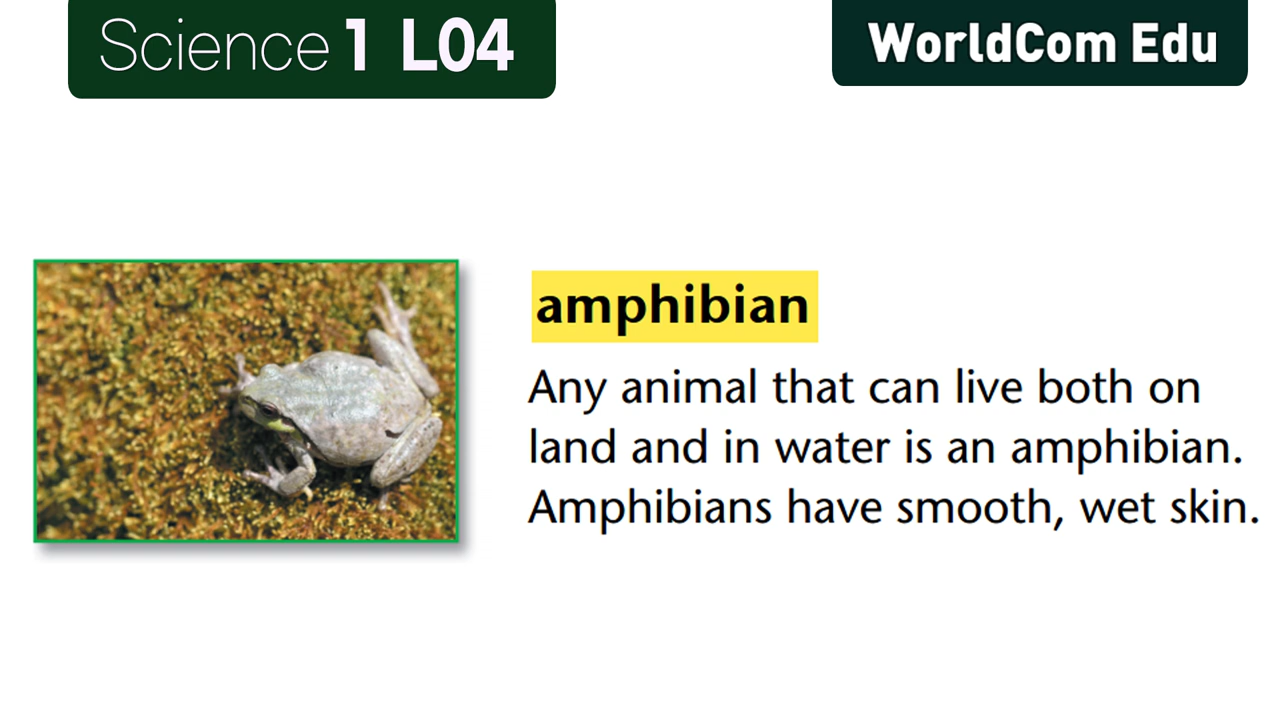 Science 1 L04
WorldCom Edu
amphibian
Any animal that can live both on
land and in water is an amphibian.
Amphibians have smooth, wet skin.